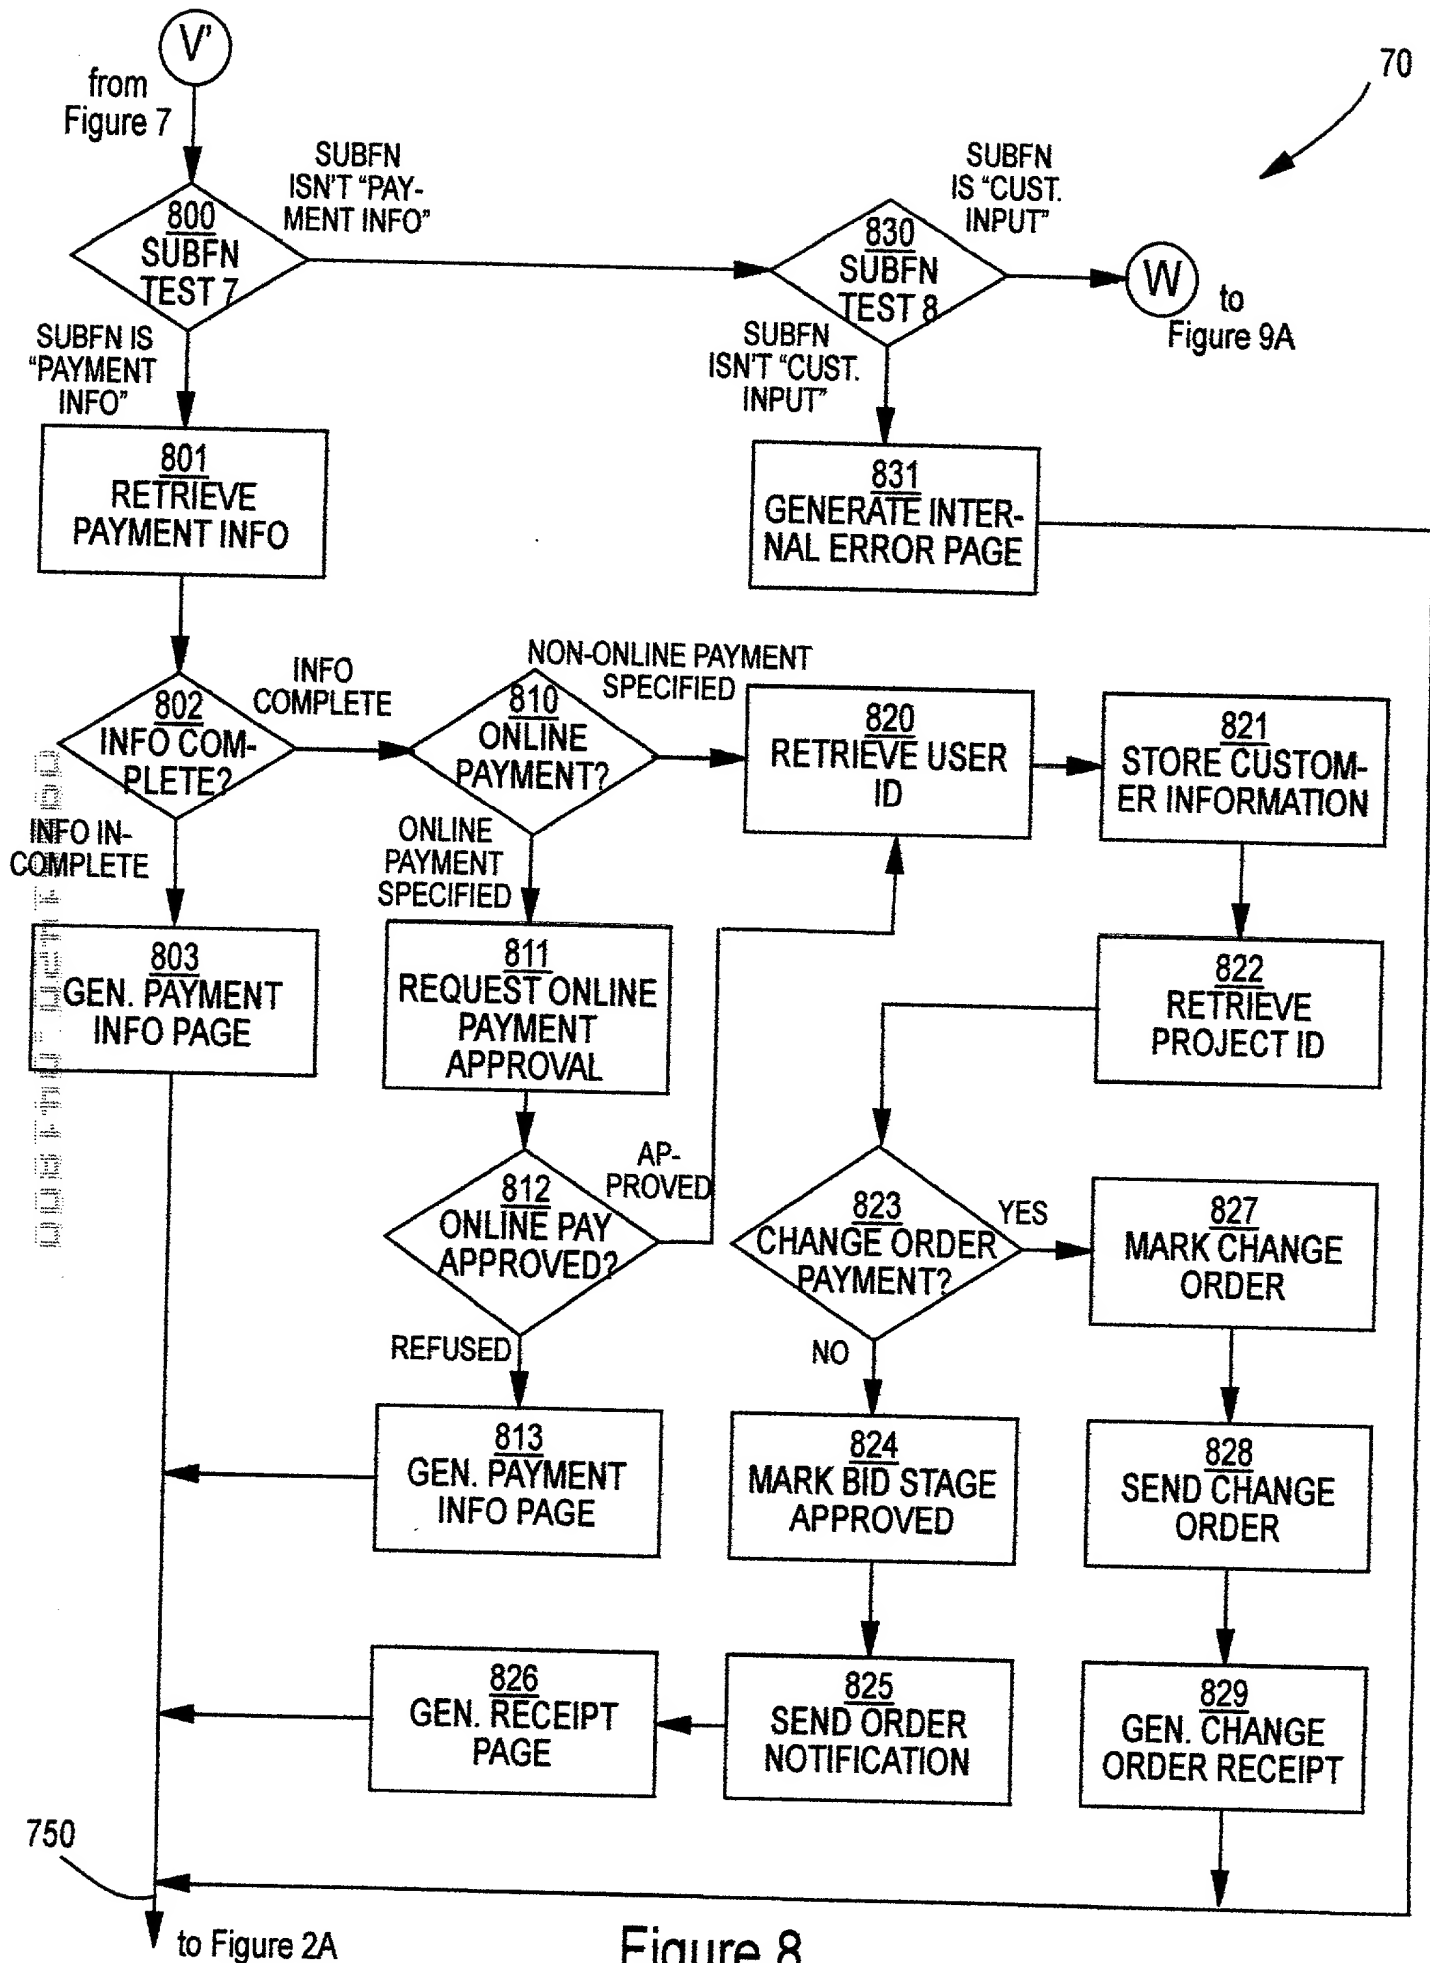 V'
from
Figure 7
70
SUBFN
ISN'T "PAY-
MENT INFO"
SUBFN
IS "CUST.
INPUT"
800
SUBFN
TEST 7
830
SUBFN
TEST 8
W
to
Figure 9A
SUBFN IS
"PAYMENT
INFO"
SUBFN
ISN'T "CUST.
INPUT"
801
RETRIEVE
PAYMENT INFO
831
GENERATE INTER-
NAL ERROR PAGE
INFO
COMPLETE
NON-ONLINE PAYMENT
SPECIFIED
802
INFO COM-
PLETE?
810
ONLINE
PAYMENT?
820
RETRIEVE USER
ID
821
STORE CUSTOM-
ER INFORMATION
INFO IN-
COMPLETE
ONLINE
PAYMENT
SPECIFIED
803
GEN. PAYMENT
INFO PAGE
811
REQUEST ONLINE
PAYMENT
APPROVAL
822
RETRIEVE
PROJECT ID
AP-
PROVED
812
ONLINE PAY
APPROVED?
823
CHANGE ORDER
PAYMENT?
YES
827
MARK CHANGE
ORDER
REFUSED
NO
813
GEN. PAYMENT
INFO PAGE
824
MARK BID STAGE
APPROVED
828
SEND CHANGE
ORDER
826
GEN. RECEIPT
PAGE
825
SEND ORDER
NOTIFICATION
829
GEN. CHANGE
ORDER RECEIPT
750
to Figure 2A
Figure 8